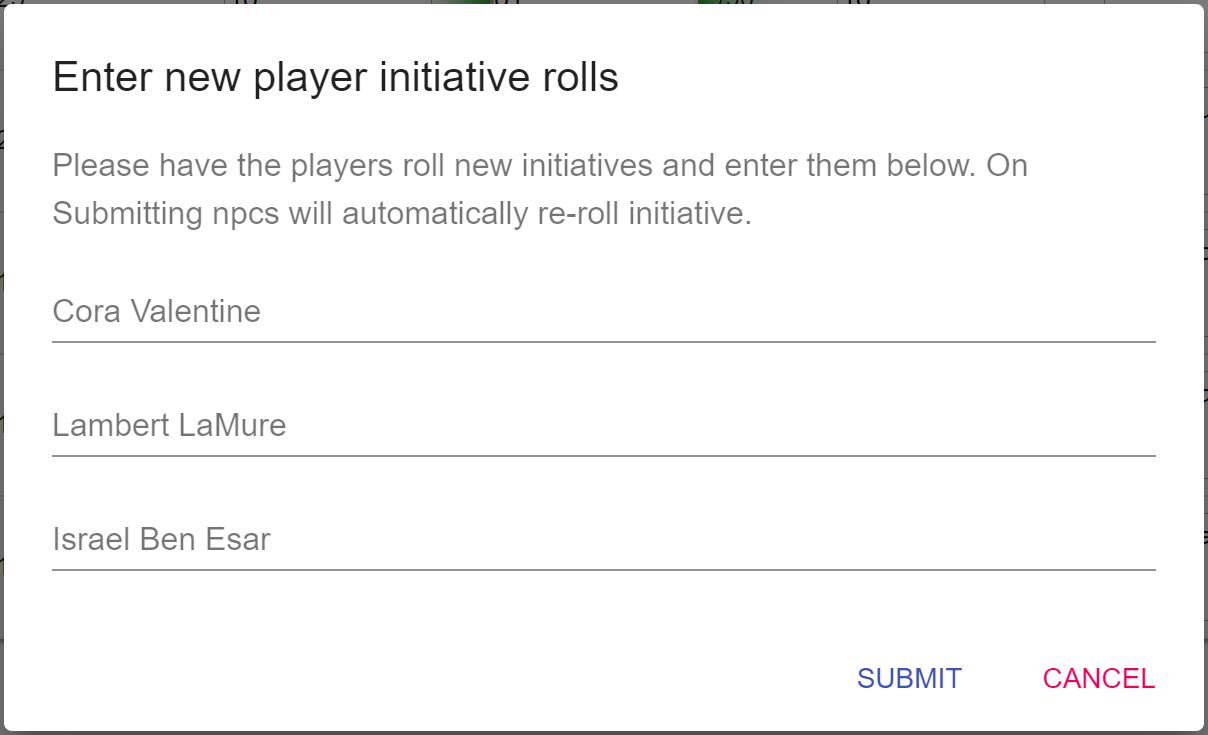 Enter new player initiative rolls
Please have the players roll new initiatives and enter them below. On
Submitting npcs will automatically re-roll initiative.
Cora Valentine
Lambert LaMure
Israel Ben Esar
SUBMIT CANCEL